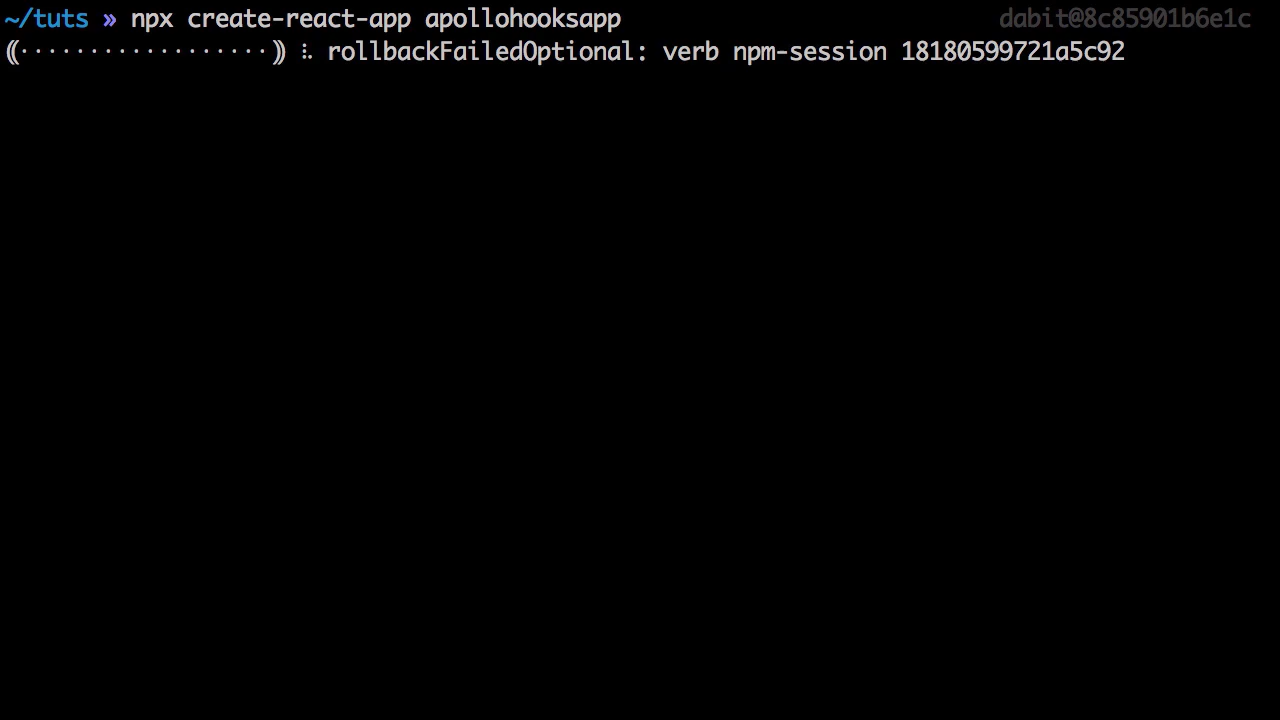 ~/tuts » npx create-react-app apollohooksapp dabit@8c85901b6e1c
(⸨··················⸩) ⠧ rollbackFailedOptional: verb npm-session 18180599721a5c92